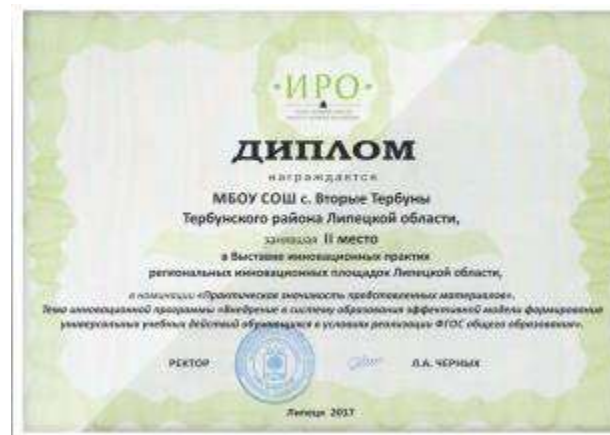 ·ИРО·
ДИПЛОМ
награждается
МБОУ СОШ с. Вторые Тербуны
Тербунского района Липецкой области,
занявшая II место
в Выставке инновационных практик
региональных инновационных площадок Липецкой области,
в номинации «Практическая значимость представленных материалов».
Тема инновационной программы «Внедрение в систему образования эффективной модели формирования
универсальных учебных действий обучающихся в условиях реализации ФГОС общего образования».
РЕКТОР Л.А. ЧЕРНЫХ
Липецк 2017